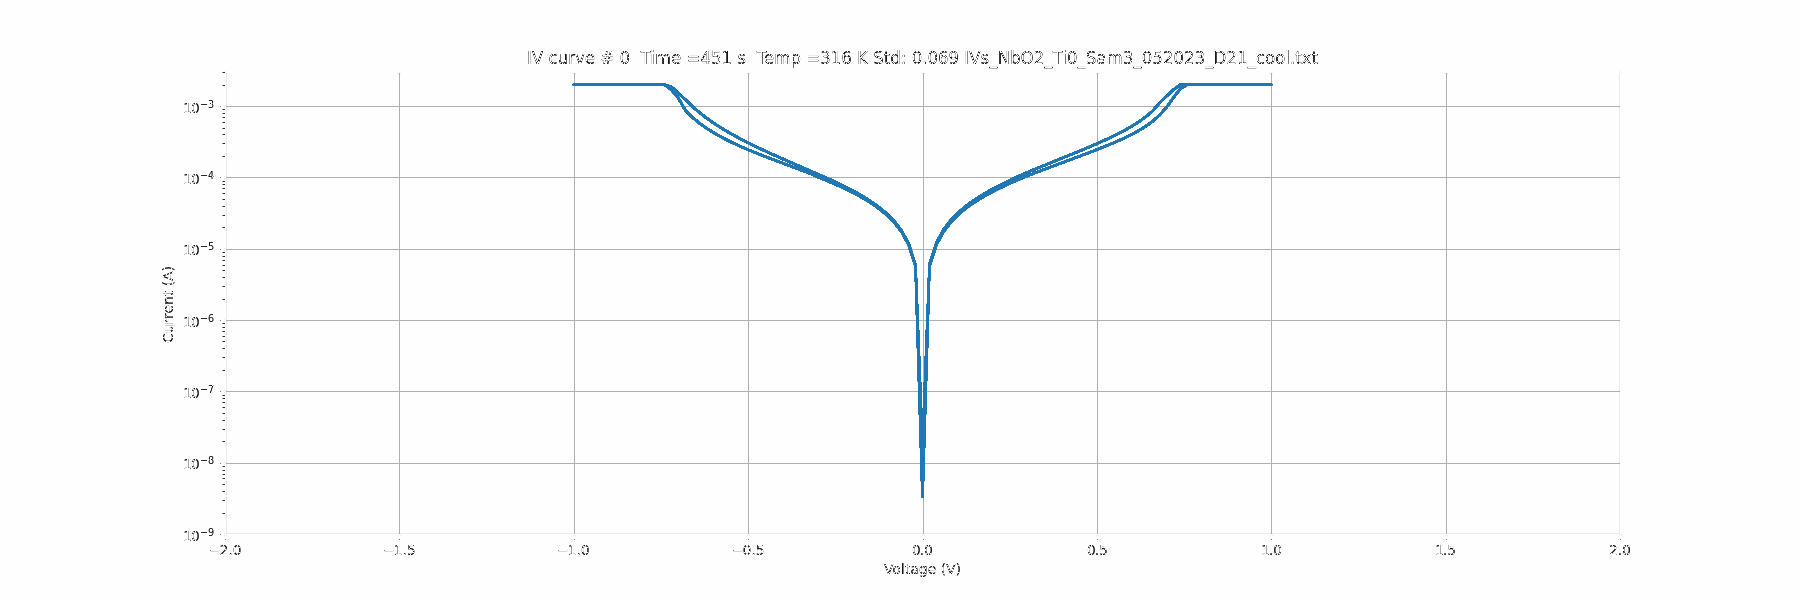 IV curve # 0 Time =451 s Temp =316 K Std: 0.069 IVs_NbO2_Ti0_Sam3_052023_D21_cool.txt
10⁻³
10⁻⁴
10⁻⁵
10⁻⁶
10⁻⁷
10⁻⁸
10⁻⁹
Current (A)
−2.0 −1.5 −1.0 −0.5 0.0 0.5 1.0 1.5 2.0
Voltage (V)